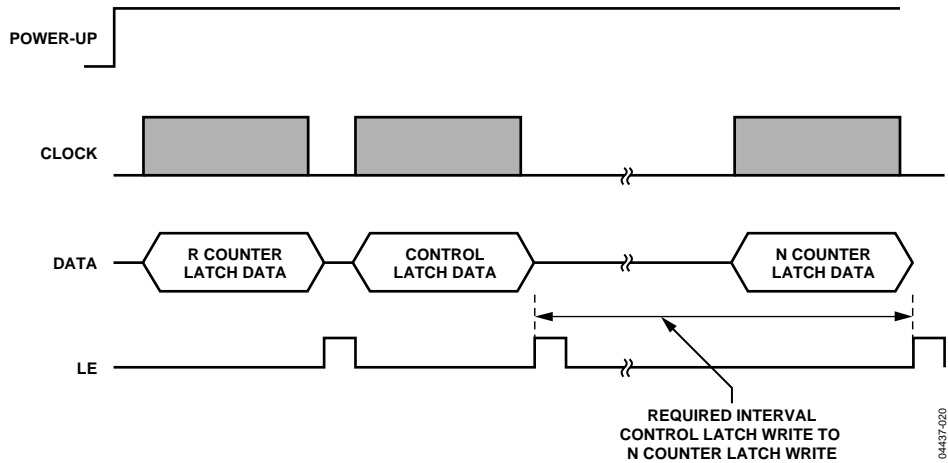 POWER-UP
CLOCK
DATA
R COUNTER
LATCH DATA
CONTROL
LATCH DATA
N COUNTER
LATCH DATA
LE
REQUIRED INTERVAL
CONTROL LATCH WRITE TO
N COUNTER LATCH WRITE
04437-020